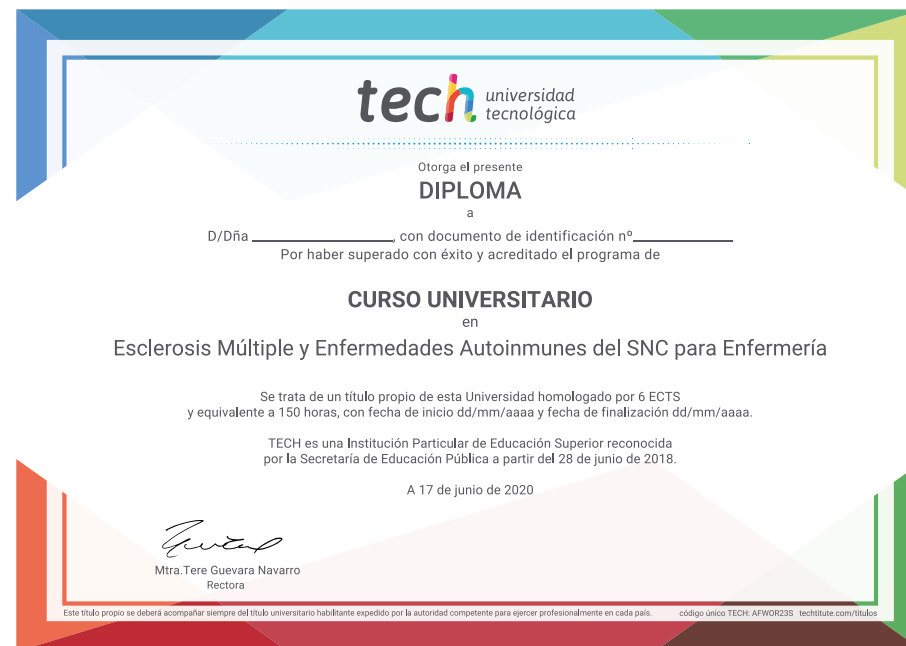 tech universidad
tecnológica
Otorga el presente
DIPLOMA
a
D/Dña ____________________, con documento de identificación nº______________
Por haber superado con éxito y acreditado el programa de
CURSO UNIVERSITARIO
en
Esclerosis Múltiple y Enfermedades Autoinmunes del SNC para Enfermería
Se trata de un título propio de esta Universidad homologado por 6 ECTS
y equivalente a 150 horas, con fecha de inicio dd/mm/aaaa y fecha de finalización dd/mm/aaaa.
TECH es una Institución Particular de Educación Superior reconocida
por la Secretaría de Educación Pública a partir del 28 de junio de 2018.
A 17 de junio de 2020
Mtra.Tere Guevara Navarro
Rectora
Este título propio se deberá acompañar siempre del título universitario habilitante expedido por la autoridad competente para ejercer profesionalmente en cada país. código único TECH: AFWOR23S techtitute.com/titulos